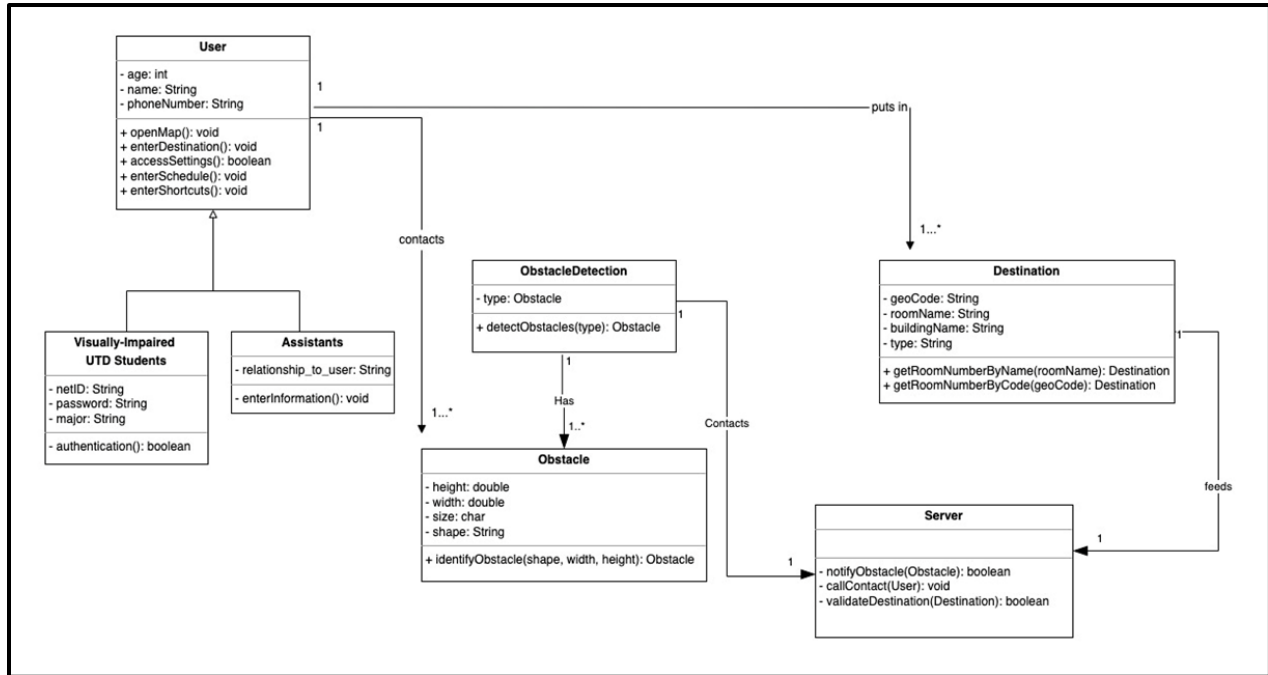 User
- age: int
- name: String
- phoneNumber: String
+ openMap(): void
+ enterDestination(): void
+ accessSettings(): boolean
+ enterSchedule(): void
+ enterShortcuts(): void
1
1
puts in
1...*
contacts
1...*
Visually-Impaired
UTD Students
- netID: String
- password: String
- major: String
- authentication(): boolean
Assistants
- relationship_to_user: String
- enterInformation(): void
ObstacleDetection
- type: Obstacle
+ detectObstacles(type): Obstacle
1
1
Has
1..*
Contacts
1
Obstacle
- height: double
- width: double
- size: char
- shape: String
+ identifyObstacle(shape, width, height): Obstacle
Destination
- geoCode: String
- roomName: String
- buildingName: String
- type: String
+ getRoomNumberByName(roomName): Destination
+ getRoomNumberByCode(geoCode): Destination
1
feeds
1
Server
- notifyObstacle(Obstacle): boolean
- callContact(User): void
- validateDestination(Destination): boolean